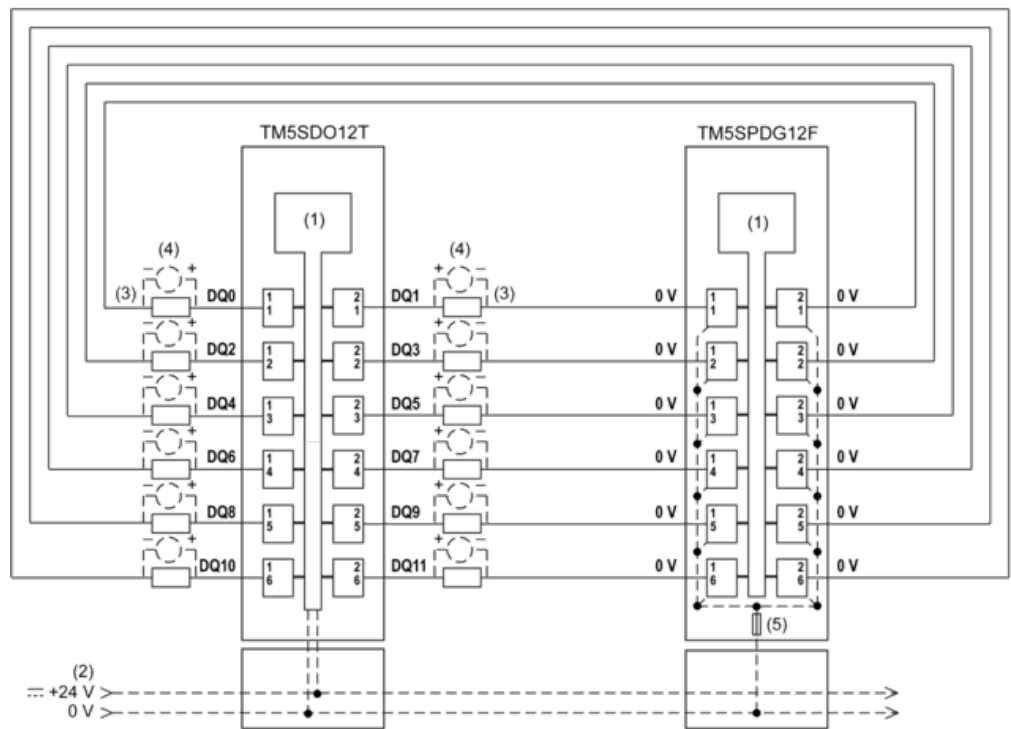 TM5SDO12T TM5SPDG12F
(1) (1)
(4) (4)
− + − +
(3) DQ0 1 1 2 1 DQ1 (3) 0 V 1 1 2 1 0 V
− + − +
DQ2 1 2 2 2 DQ3 0 V 1 2 2 2 0 V
− + − +
DQ4 1 3 2 3 DQ5 0 V 1 3 2 3 0 V
− + − +
DQ6 1 4 2 4 DQ7 0 V 1 4 2 4 0 V
− + − +
DQ8 1 5 2 5 DQ9 0 V 1 5 2 5 0 V
− + − +
DQ10 1 6 2 6 DQ11 0 V 1 6 2 6 0 V
(5)
(2)
⎓ +24 V
0 V